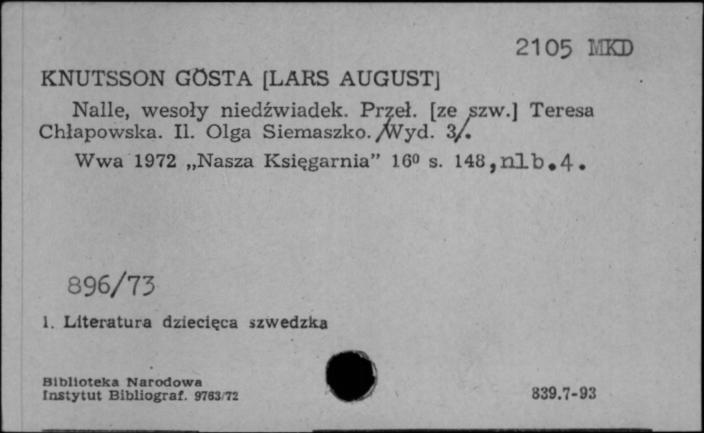 2105 MKD
KNUTSSON GÖSTA [LARS AUGUST]
Nalle, wesoły niedźwiadek. Przeł. [ze szw.] Teresa
Chłapowska. Il. Olga Siemaszko. /Wyd. 3/.
Wwa 1972 „Nasza Księgarnia” 16⁰ s. 148, nlb. 4.
896/73
1. Literatura dziecięca szwedzka
Biblioteka Narodowa
Instytut Bibliograf. 9763/72
839.7-93